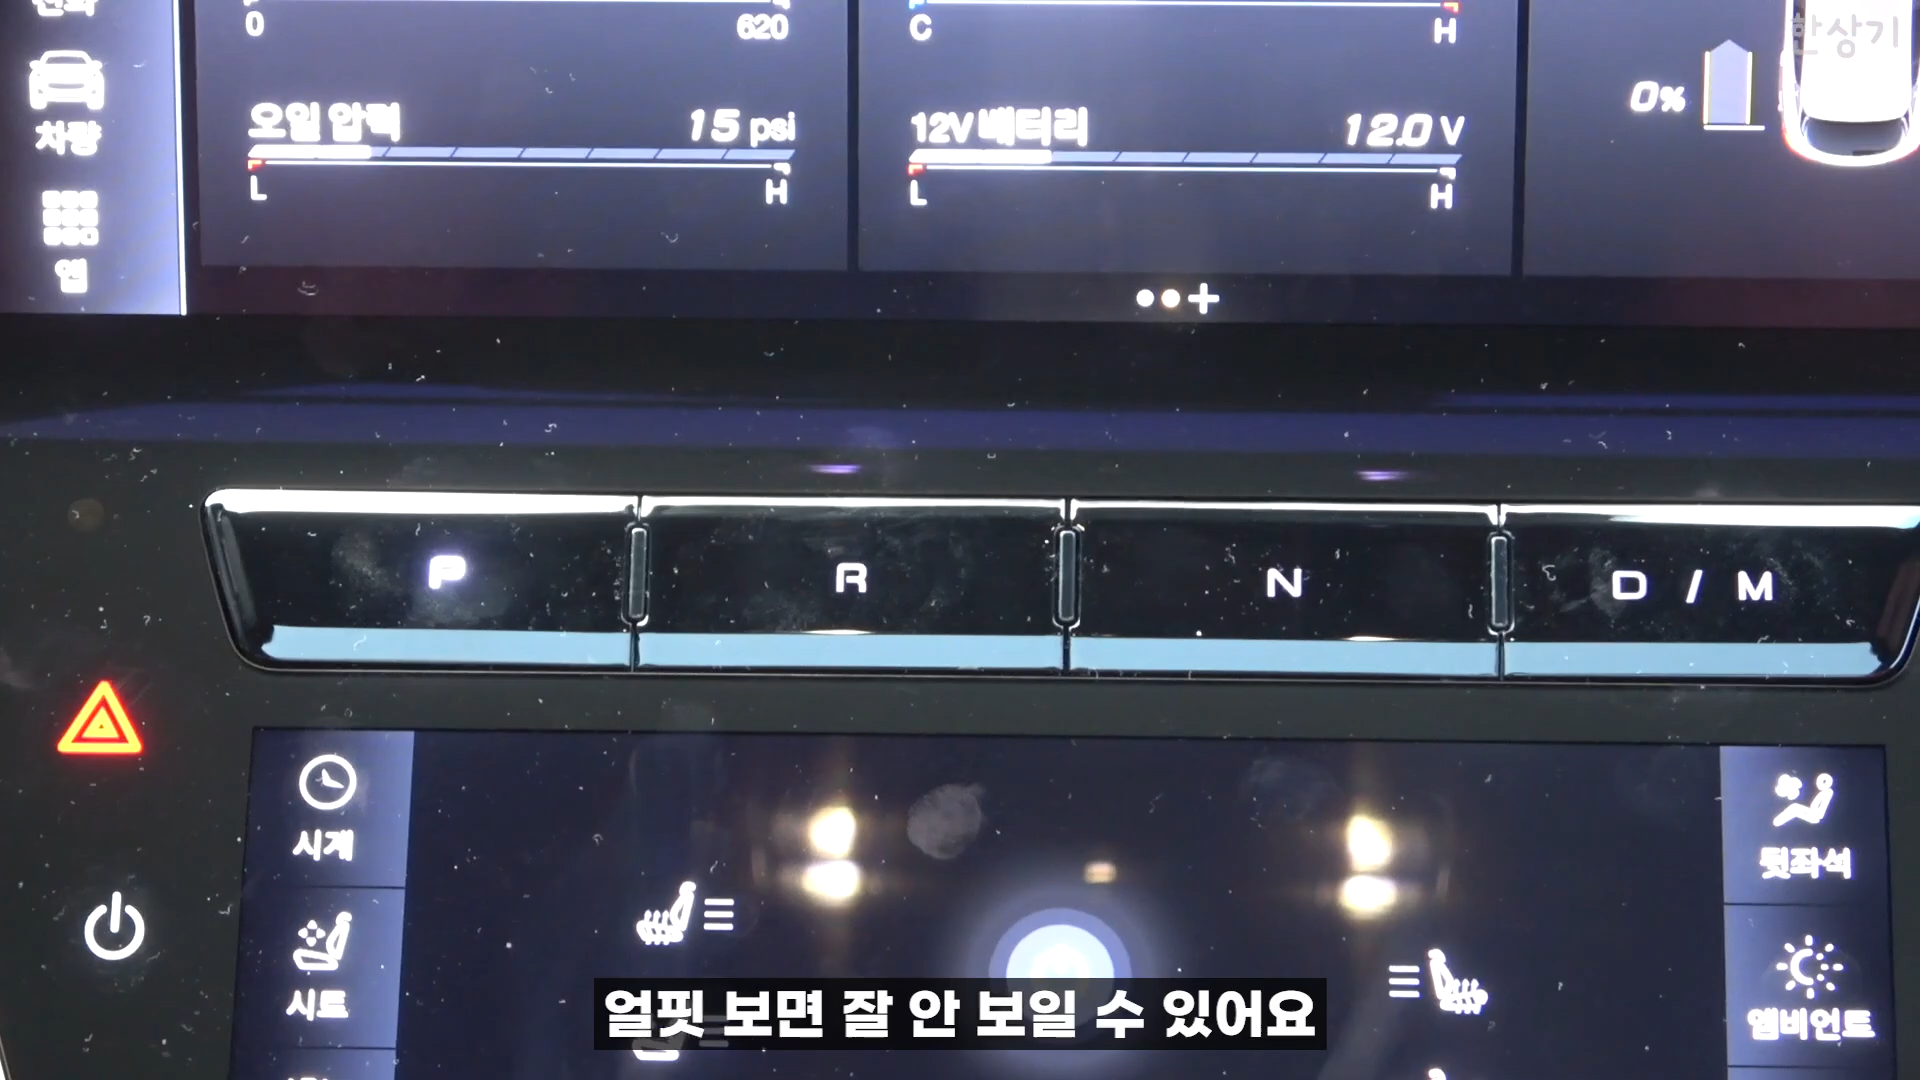 한상기
0
620
C
H
차량
오일 압력
15 psi
12V 배터리
12.0 V
0%
L
H
L
H
앱
P
R
N
D / M
시계
뒷좌석
시트
앰비언트
얼핏 보면 잘 안 보일 수 있어요